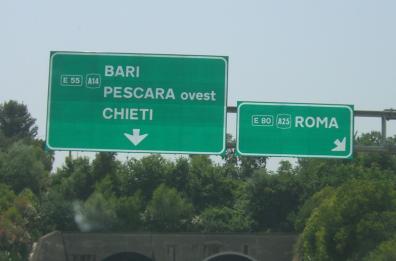 E 55 A14 BARI
PESCARA ovest
CHIETI
E 80 A25 ROMA